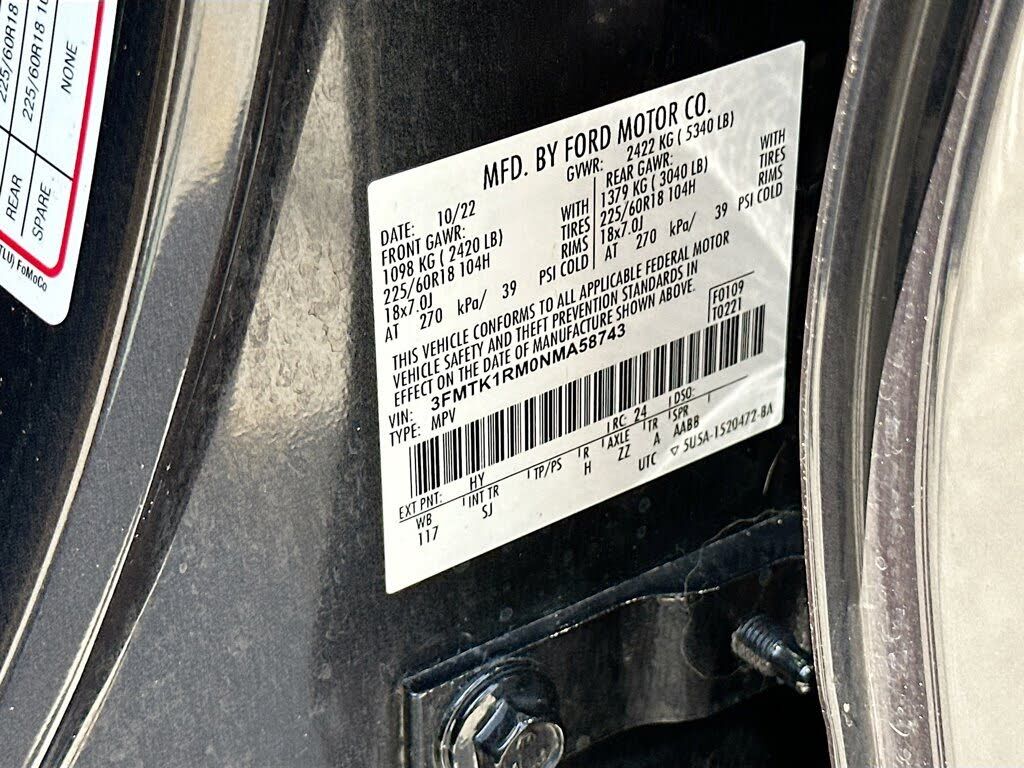 225/60R18
225/60R18 10
NONE
REAR
SPARE
TLU) FoMoCo
MFD. BY FORD MOTOR CO.
DATE: 10/22 GVWR: 2422 KG ( 5340 LB)
FRONT GAWR: REAR GAWR:
1098 KG ( 2420 LB) WITH 1379 KG ( 3040 LB) WITH
225/60R18 104H TIRES 225/60R18 104H TIRES
18x7.0J RIMS 18x7.0J RIMS
AT 270 kPa/ 39 PSI COLD AT 270 kPa/ 39 PSI COLD
THIS VEHICLE CONFORMS TO ALL APPLICABLE FEDERAL MOTOR
VEHICLE SAFETY AND THEFT PREVENTION STANDARDS IN
EFFECT ON THE DATE OF MANUFACTURE SHOWN ABOVE.
VIN: 3FMTK1RM0NMA58743 F0109
TYPE: MPV T0221
EXT PNT: HY RC: 24 DSO:
WB INT TR TP/PS R AXLE TR SPR
117 SJ H ZZ A AABB
UTC ▽ 5U5A-1520472-BA